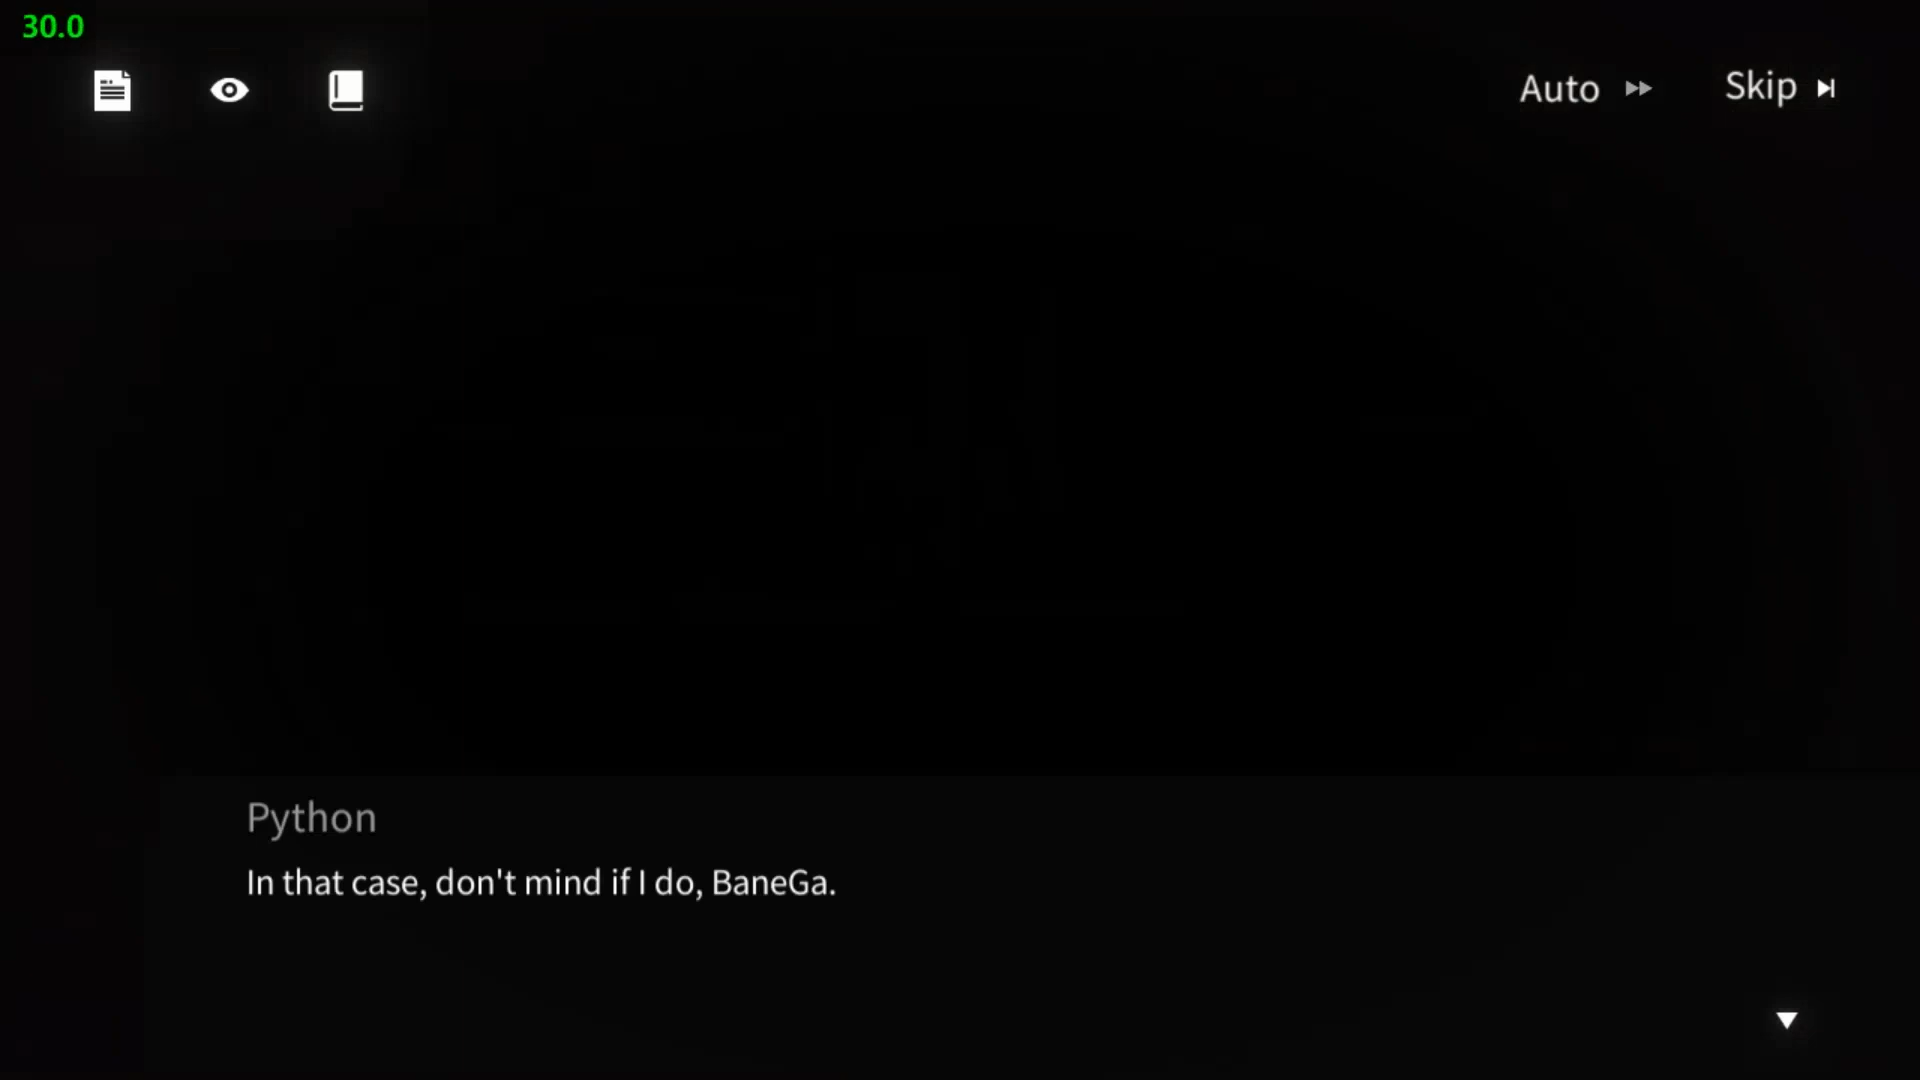 30.0
Auto
Skip
Python
In that case, don't mind if I do, BaneGa.